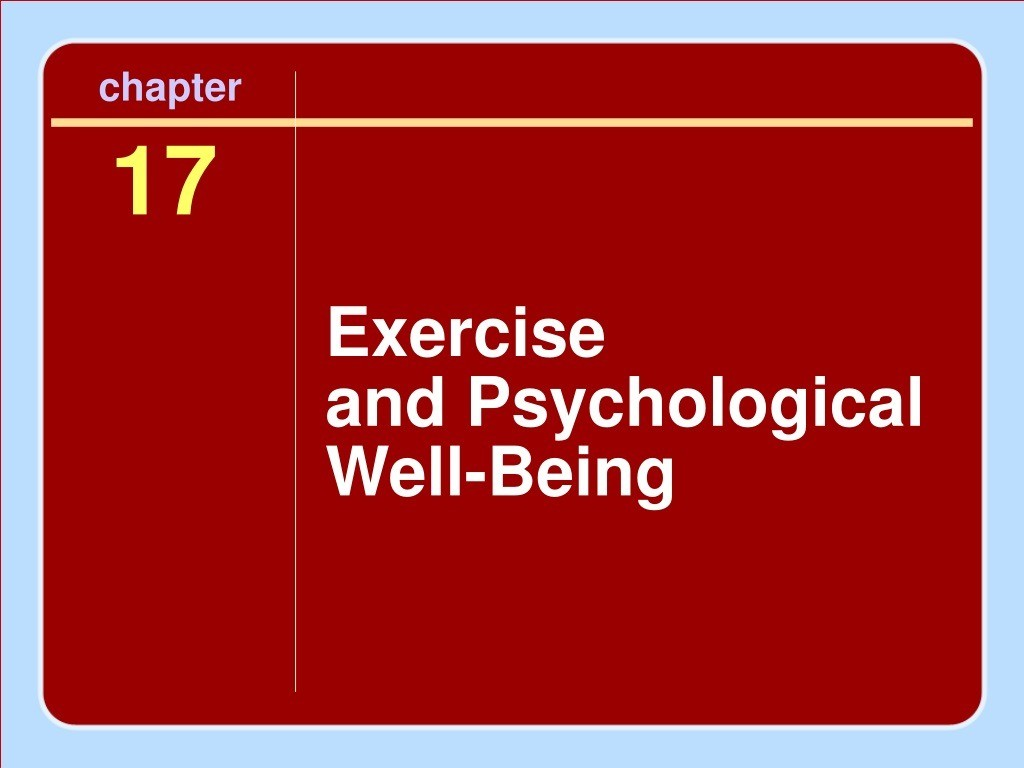 chapter
17
Exercise
and Psychological
Well-Being